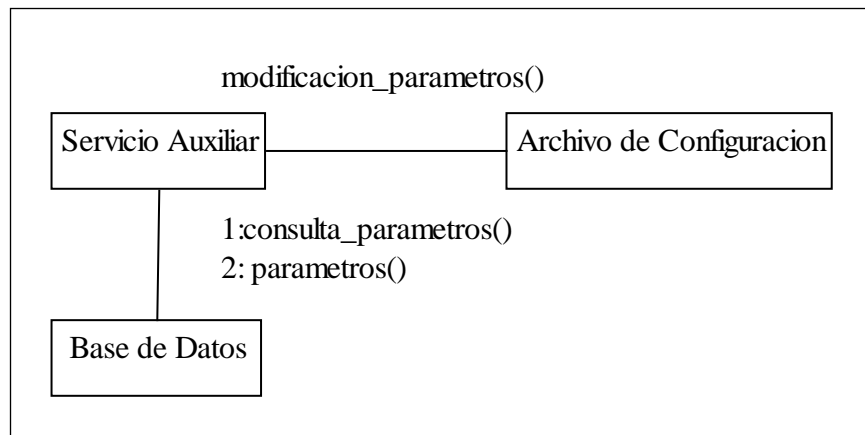 modificacion_parametros()
Servicio Auxiliar
Archivo de Configuracion
1:consulta_parametros()
2: parametros()
Base de Datos